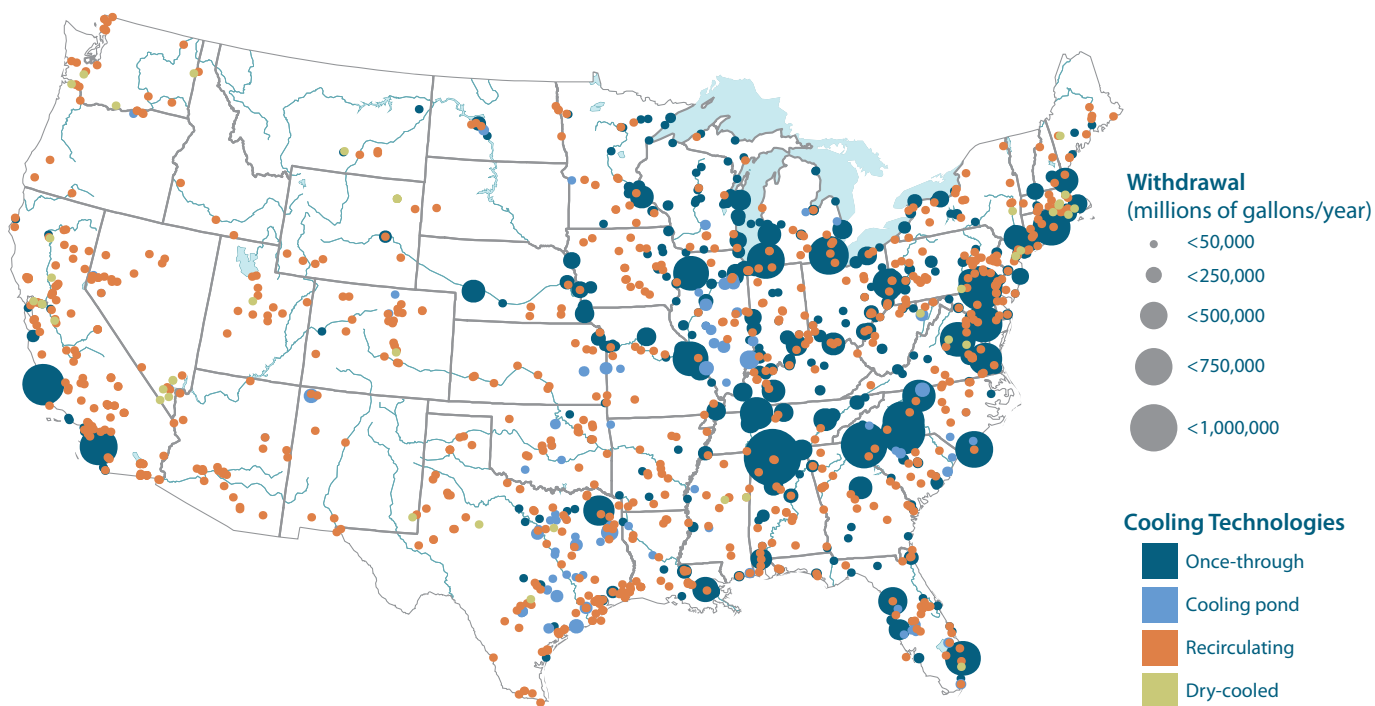 Withdrawal
(millions of gallons/year)
<50,000
<250,000
<500,000
<750,000
<1,000,000
Cooling Technologies
Once-through
Cooling pond
Recirculating
Dry-cooled